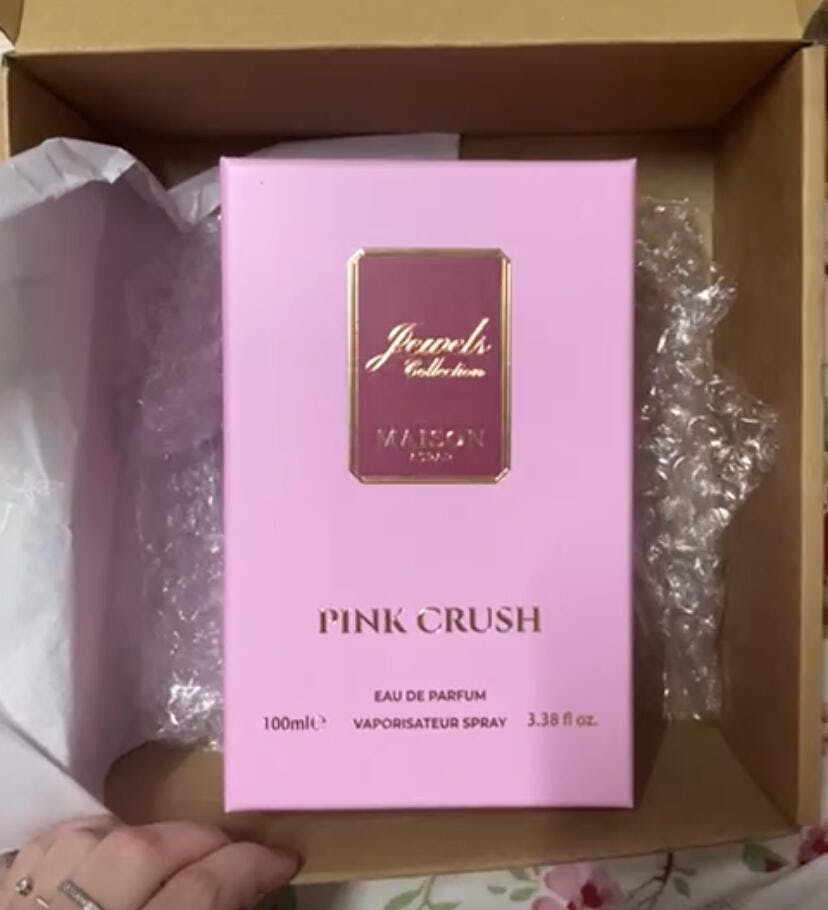 Jewels
Collection
MAISON
PINK CRUSH
EAU DE PARFUM
100ml℮ VAPORISATEUR SPRAY 3.38 fl oz.